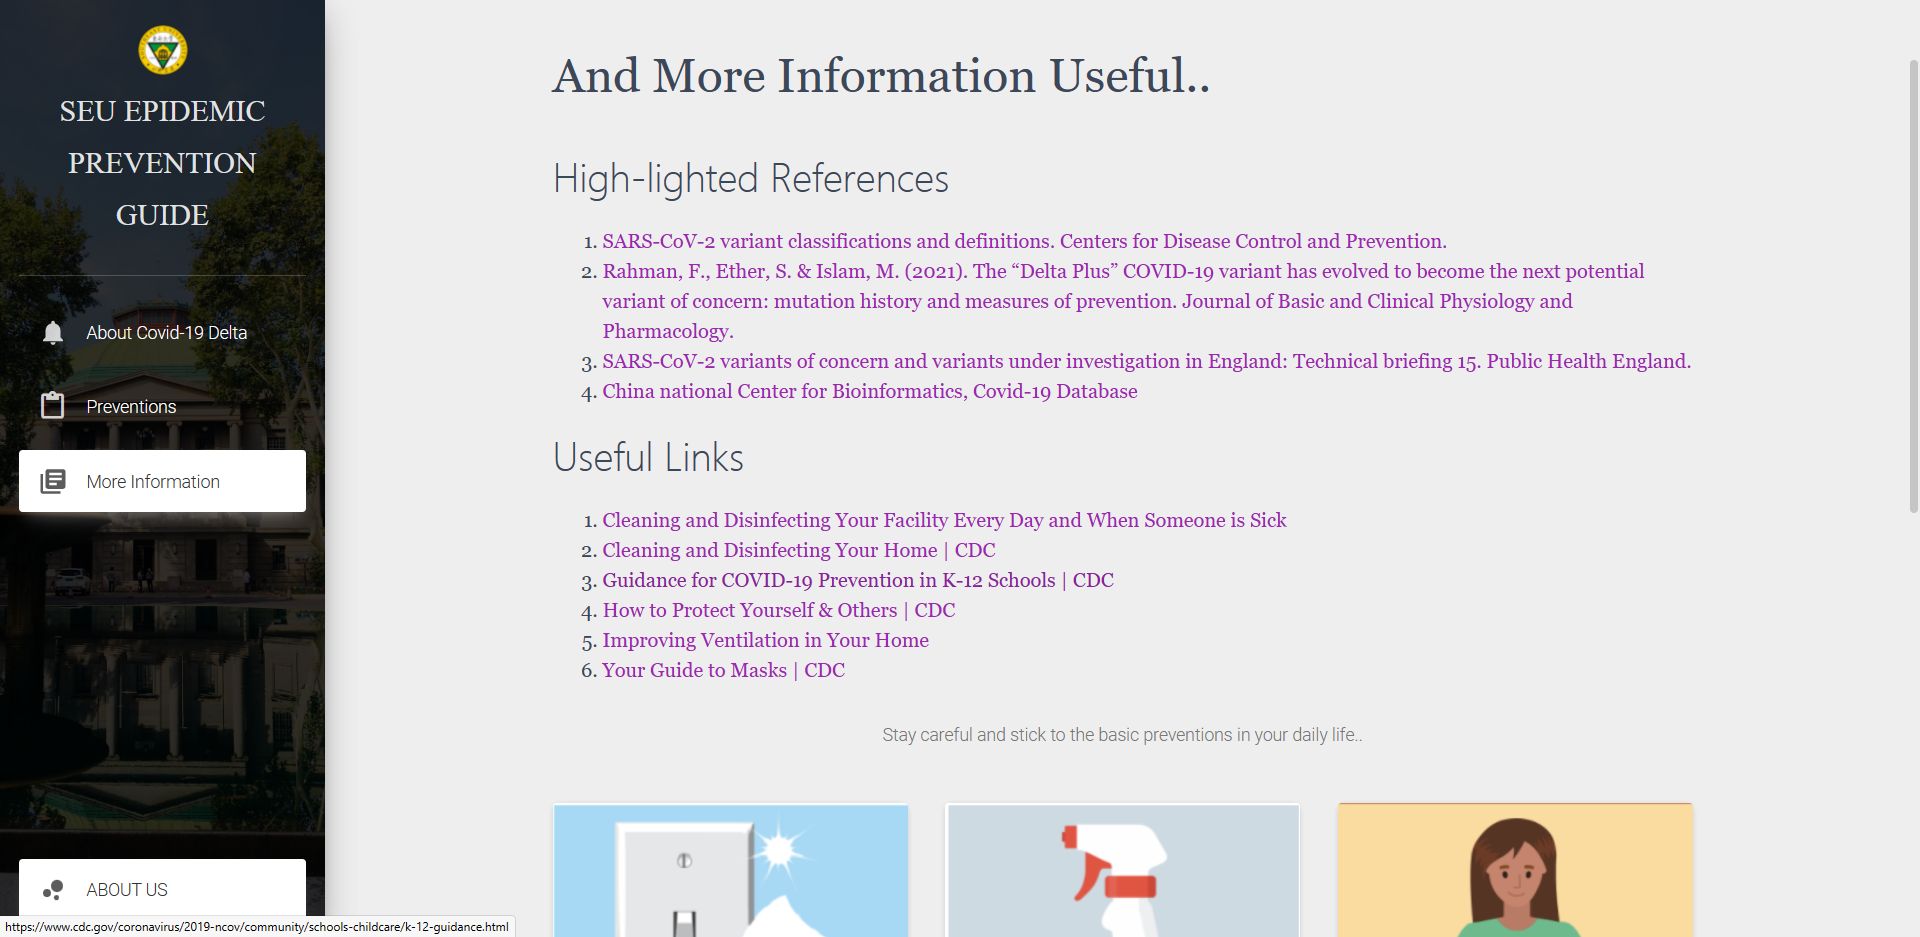 SEU EPIDEMIC
PREVENTION
GUIDE
About Covid-19 Delta
Preventions
More Information
ABOUT US
https://www.cdc.gov/coronavirus/2019-ncov/community/schools-childcare/k-12-guidance.html
And More Information Useful..
High-lighted References
1. SARS-CoV-2 variant classifications and definitions. Centers for Disease Control and Prevention.
2. Rahman, F., Ether, S. & Islam, M. (2021). The “Delta Plus” COVID-19 variant has evolved to become the next potential
variant of concern: mutation history and measures of prevention. Journal of Basic and Clinical Physiology and
Pharmacology.
3. SARS-CoV-2 variants of concern and variants under investigation in England: Technical briefing 15. Public Health England.
4. China national Center for Bioinformatics, Covid-19 Database
Useful Links
1. Cleaning and Disinfecting Your Facility Every Day and When Someone is Sick
2. Cleaning and Disinfecting Your Home | CDC
3. Guidance for COVID-19 Prevention in K-12 Schools | CDC
4. How to Protect Yourself & Others | CDC
5. Improving Ventilation in Your Home
6. Your Guide to Masks | CDC
Stay careful and stick to the basic preventions in your daily life..